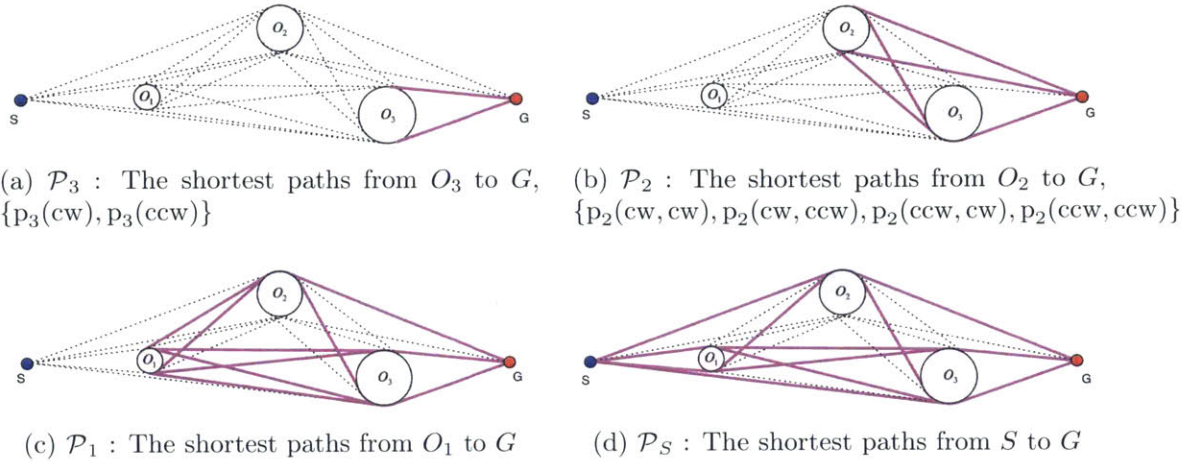 O₂
O₁
O₃
S
G
(a) 𝒫₃ : The shortest paths from O₃ to G,
{p₃(cw), p₃(ccw)}
O₂
O₁
O₃
S
G
(b) 𝒫₂ : The shortest paths from O₂ to G,
{p₂(cw, cw), p₂(cw, ccw), p₂(ccw, cw), p₂(ccw, ccw)}
O₂
O₁
O₃
S
G
(c) 𝒫₁ : The shortest paths from O₁ to G
O₂
O₁
O₃
S
G
(d) 𝒫_S : The shortest paths from S to G